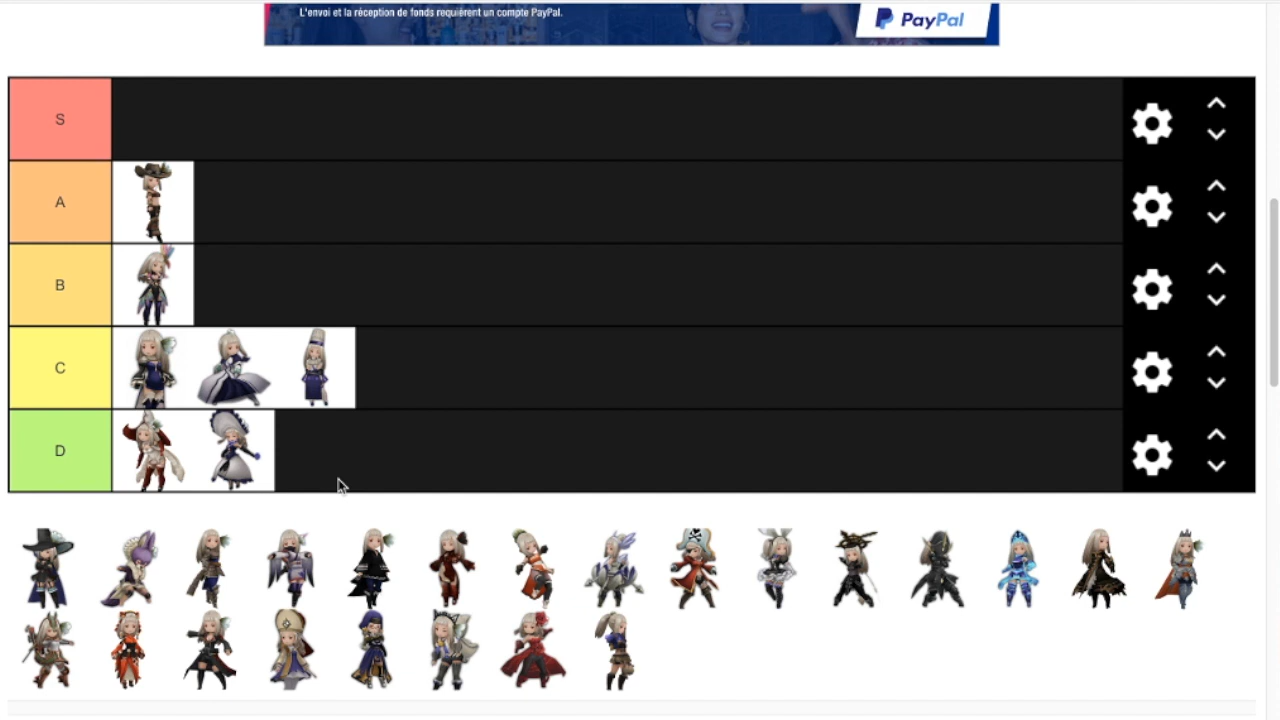 L'envoi et la réception de fonds requièrent un compte PayPal.
PayPal
S
A
B
C
D